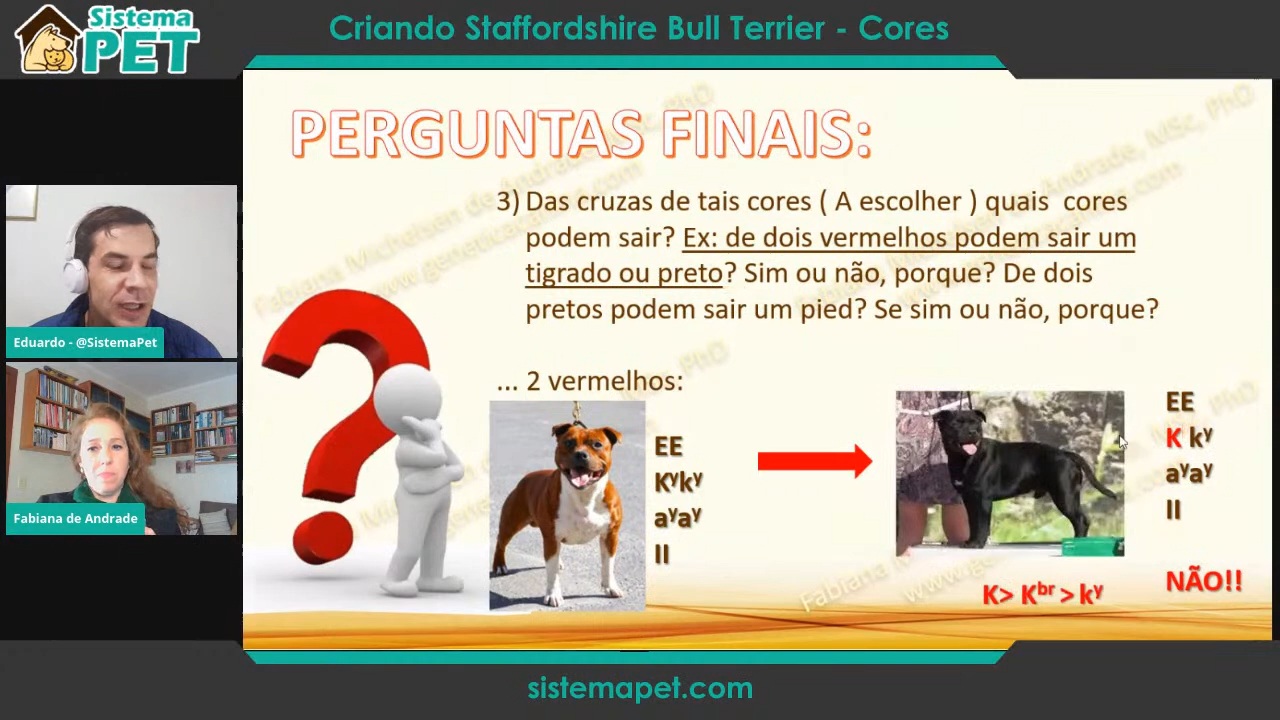 Sistema
PET
Criando Staffordshire Bull Terrier - Cores
PERGUNTAS FINAIS:
3) Das cruzas de tais cores ( A escolher ) quais cores
podem sair? Ex: de dois vermelhos podem sair um
tigrado ou preto? Sim ou não, porque? De dois
pretos podem sair um pied? Se sim ou não, porque?
... 2 vermelhos:
EE
Kʸkʸ
aʸaʸ
II
EE
K kʸ
aʸaʸ
II
NÃO!!
K> Kᵇʳ > kʸ
Eduardo - @SistemaPet
Fabiana de Andrade
sistemapet.com